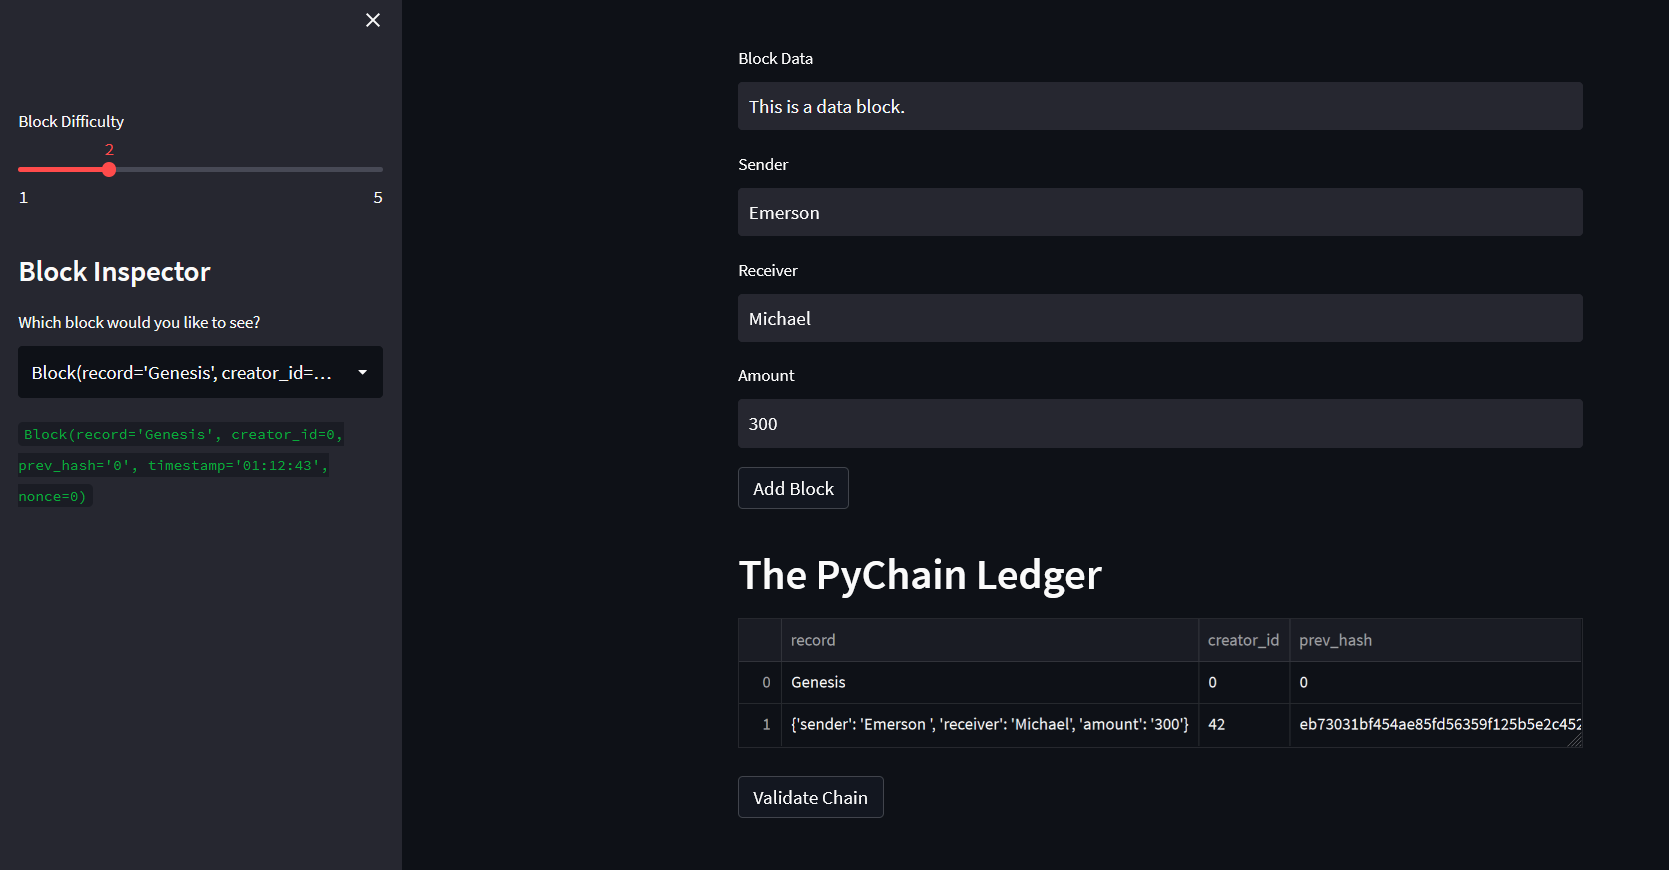 Block Difficulty
2
1 5
Block Inspector
Which block would you like to see?
Block(record='Genesis', creator_id=...
Block(record='Genesis', creator_id=0,
prev_hash='0', timestamp='01:12:43',
nonce=0)
Block Data
This is a data block.
Sender
Emerson
Receiver
Michael
Amount
300
Add Block
The PyChain Ledger
record creator_id prev_hash
0 Genesis 0 0
1 {'sender': 'Emerson ', 'receiver': 'Michael', 'amount': '300'} 42 eb73031bf454ae85fd56359f125b5e2c452
Validate Chain